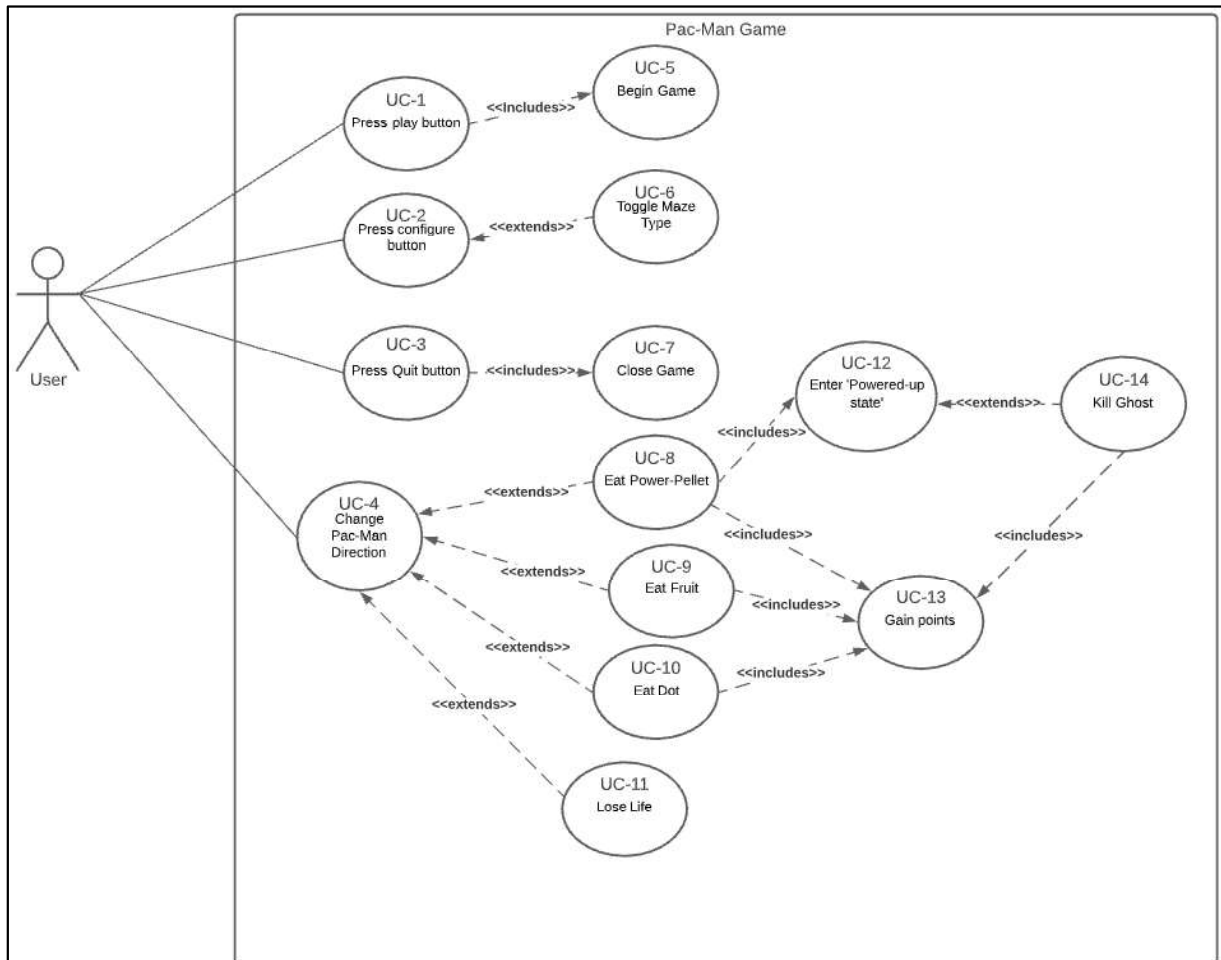 Pac-Man Game
UC-5
Begin Game
UC-1
Press play button
<<Includes>>
UC-6
Toggle Maze
Type
UC-2
Press configure
button
<<extends>>
User
UC-3
Press Quit button
<<includes>>
UC-7
Close Game
UC-12
Enter 'Powered-up
state'
<<extends>>
UC-14
Kill Ghost
<<includes>>
UC-8
Eat Power-Pellet
<<extends>>
UC-4
Change
Pac-Man
Direction
<<includes>>
<<includes>>
UC-9
Eat Fruit
<<extends>>
<<includes>>
UC-13
Gain points
<<extends>>
UC-10
Eat Dot
<<includes>>
<<extends>>
UC-11
Lose Life